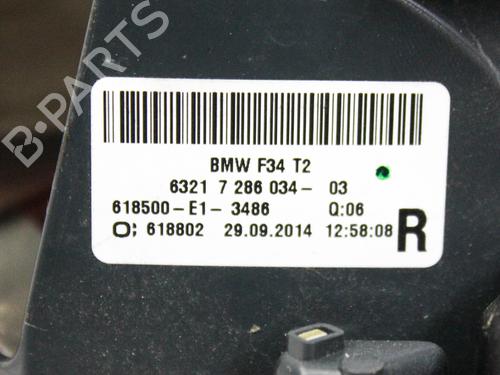 B-PARTS
BMW F34 T2
6321 7 286 034- 03
618500-E1- 3486 Q:06
O; 618802 29.09.2014 12:58:08 R